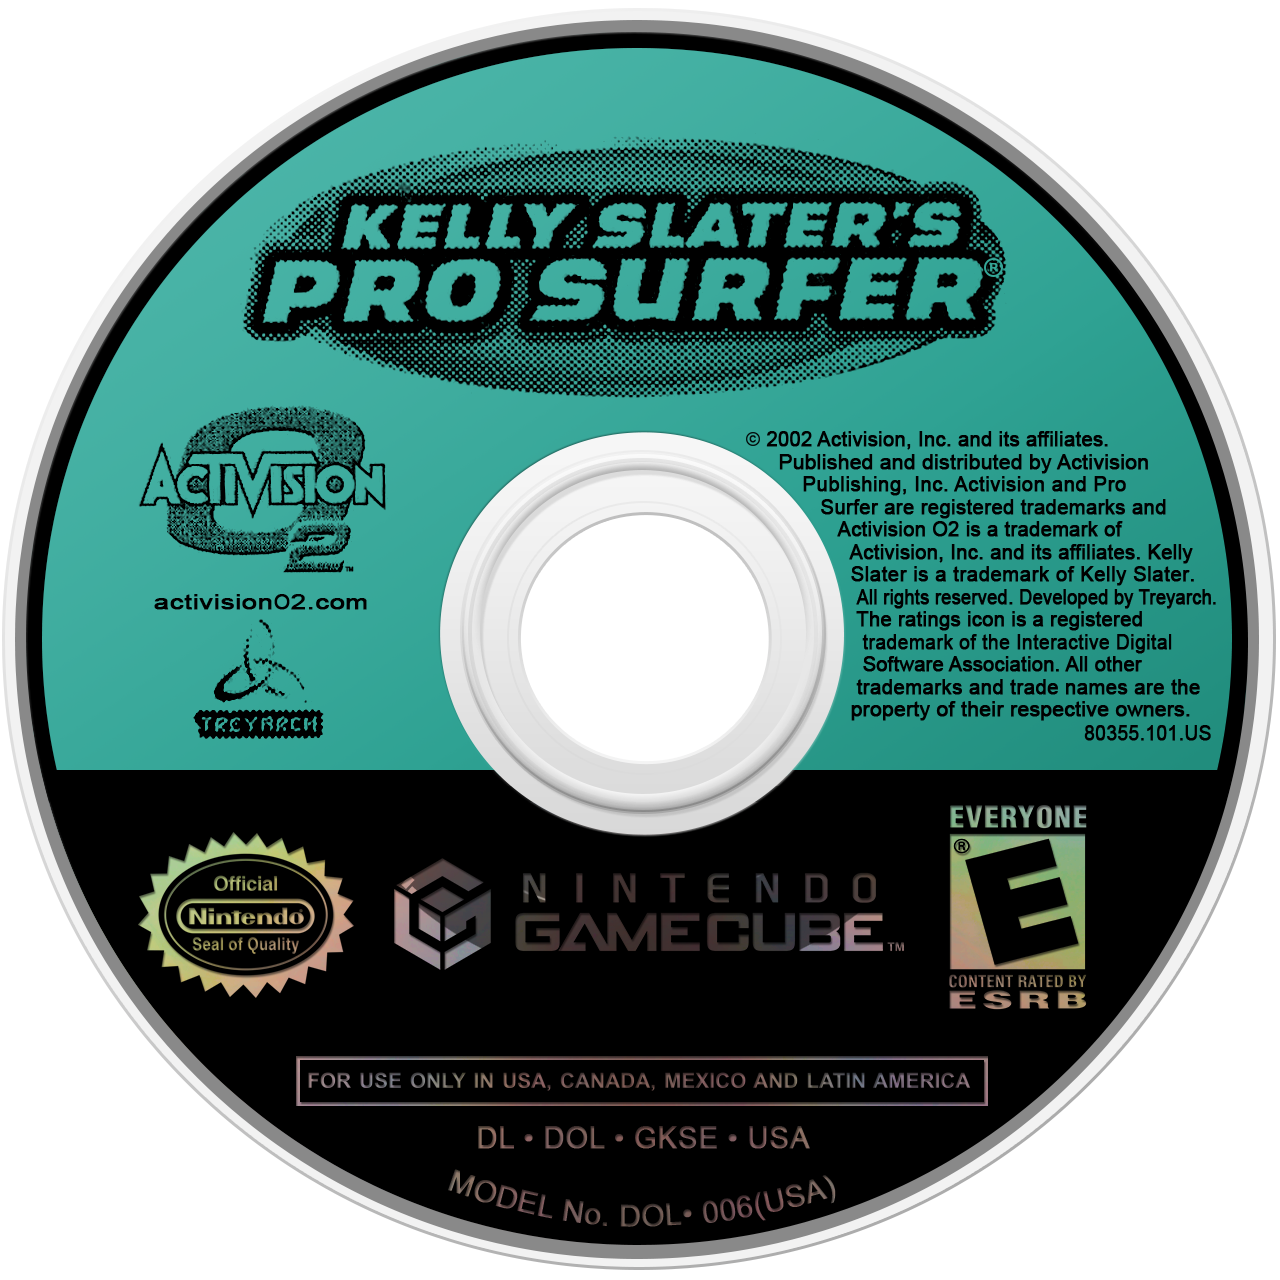 KELLY SLATER'S
PRO SURFER®
ACTIVISION
O2™
activisionO2.com
TREYARCH
© 2002 Activision, Inc. and its affiliates.
Published and distributed by Activision
Publishing, Inc. Activision and Pro
Surfer are registered trademarks and
Activision O2 is a trademark of
Activision, Inc. and its affiliates. Kelly
Slater is a trademark of Kelly Slater.
All rights reserved. Developed by Treyarch.
The ratings icon is a registered
trademark of the Interactive Digital
Software Association. All other
trademarks and trade names are the
property of their respective owners.
80355.101.US
Official
Nintendo®
Seal of Quality
NINTENDO
GAMECUBE™
EVERYONE
®
E
CONTENT RATED BY
ESRB
FOR USE ONLY IN USA, CANADA, MEXICO AND LATIN AMERICA
DL • DOL • GKSE • USA
MODEL No. DOL• 006(USA)